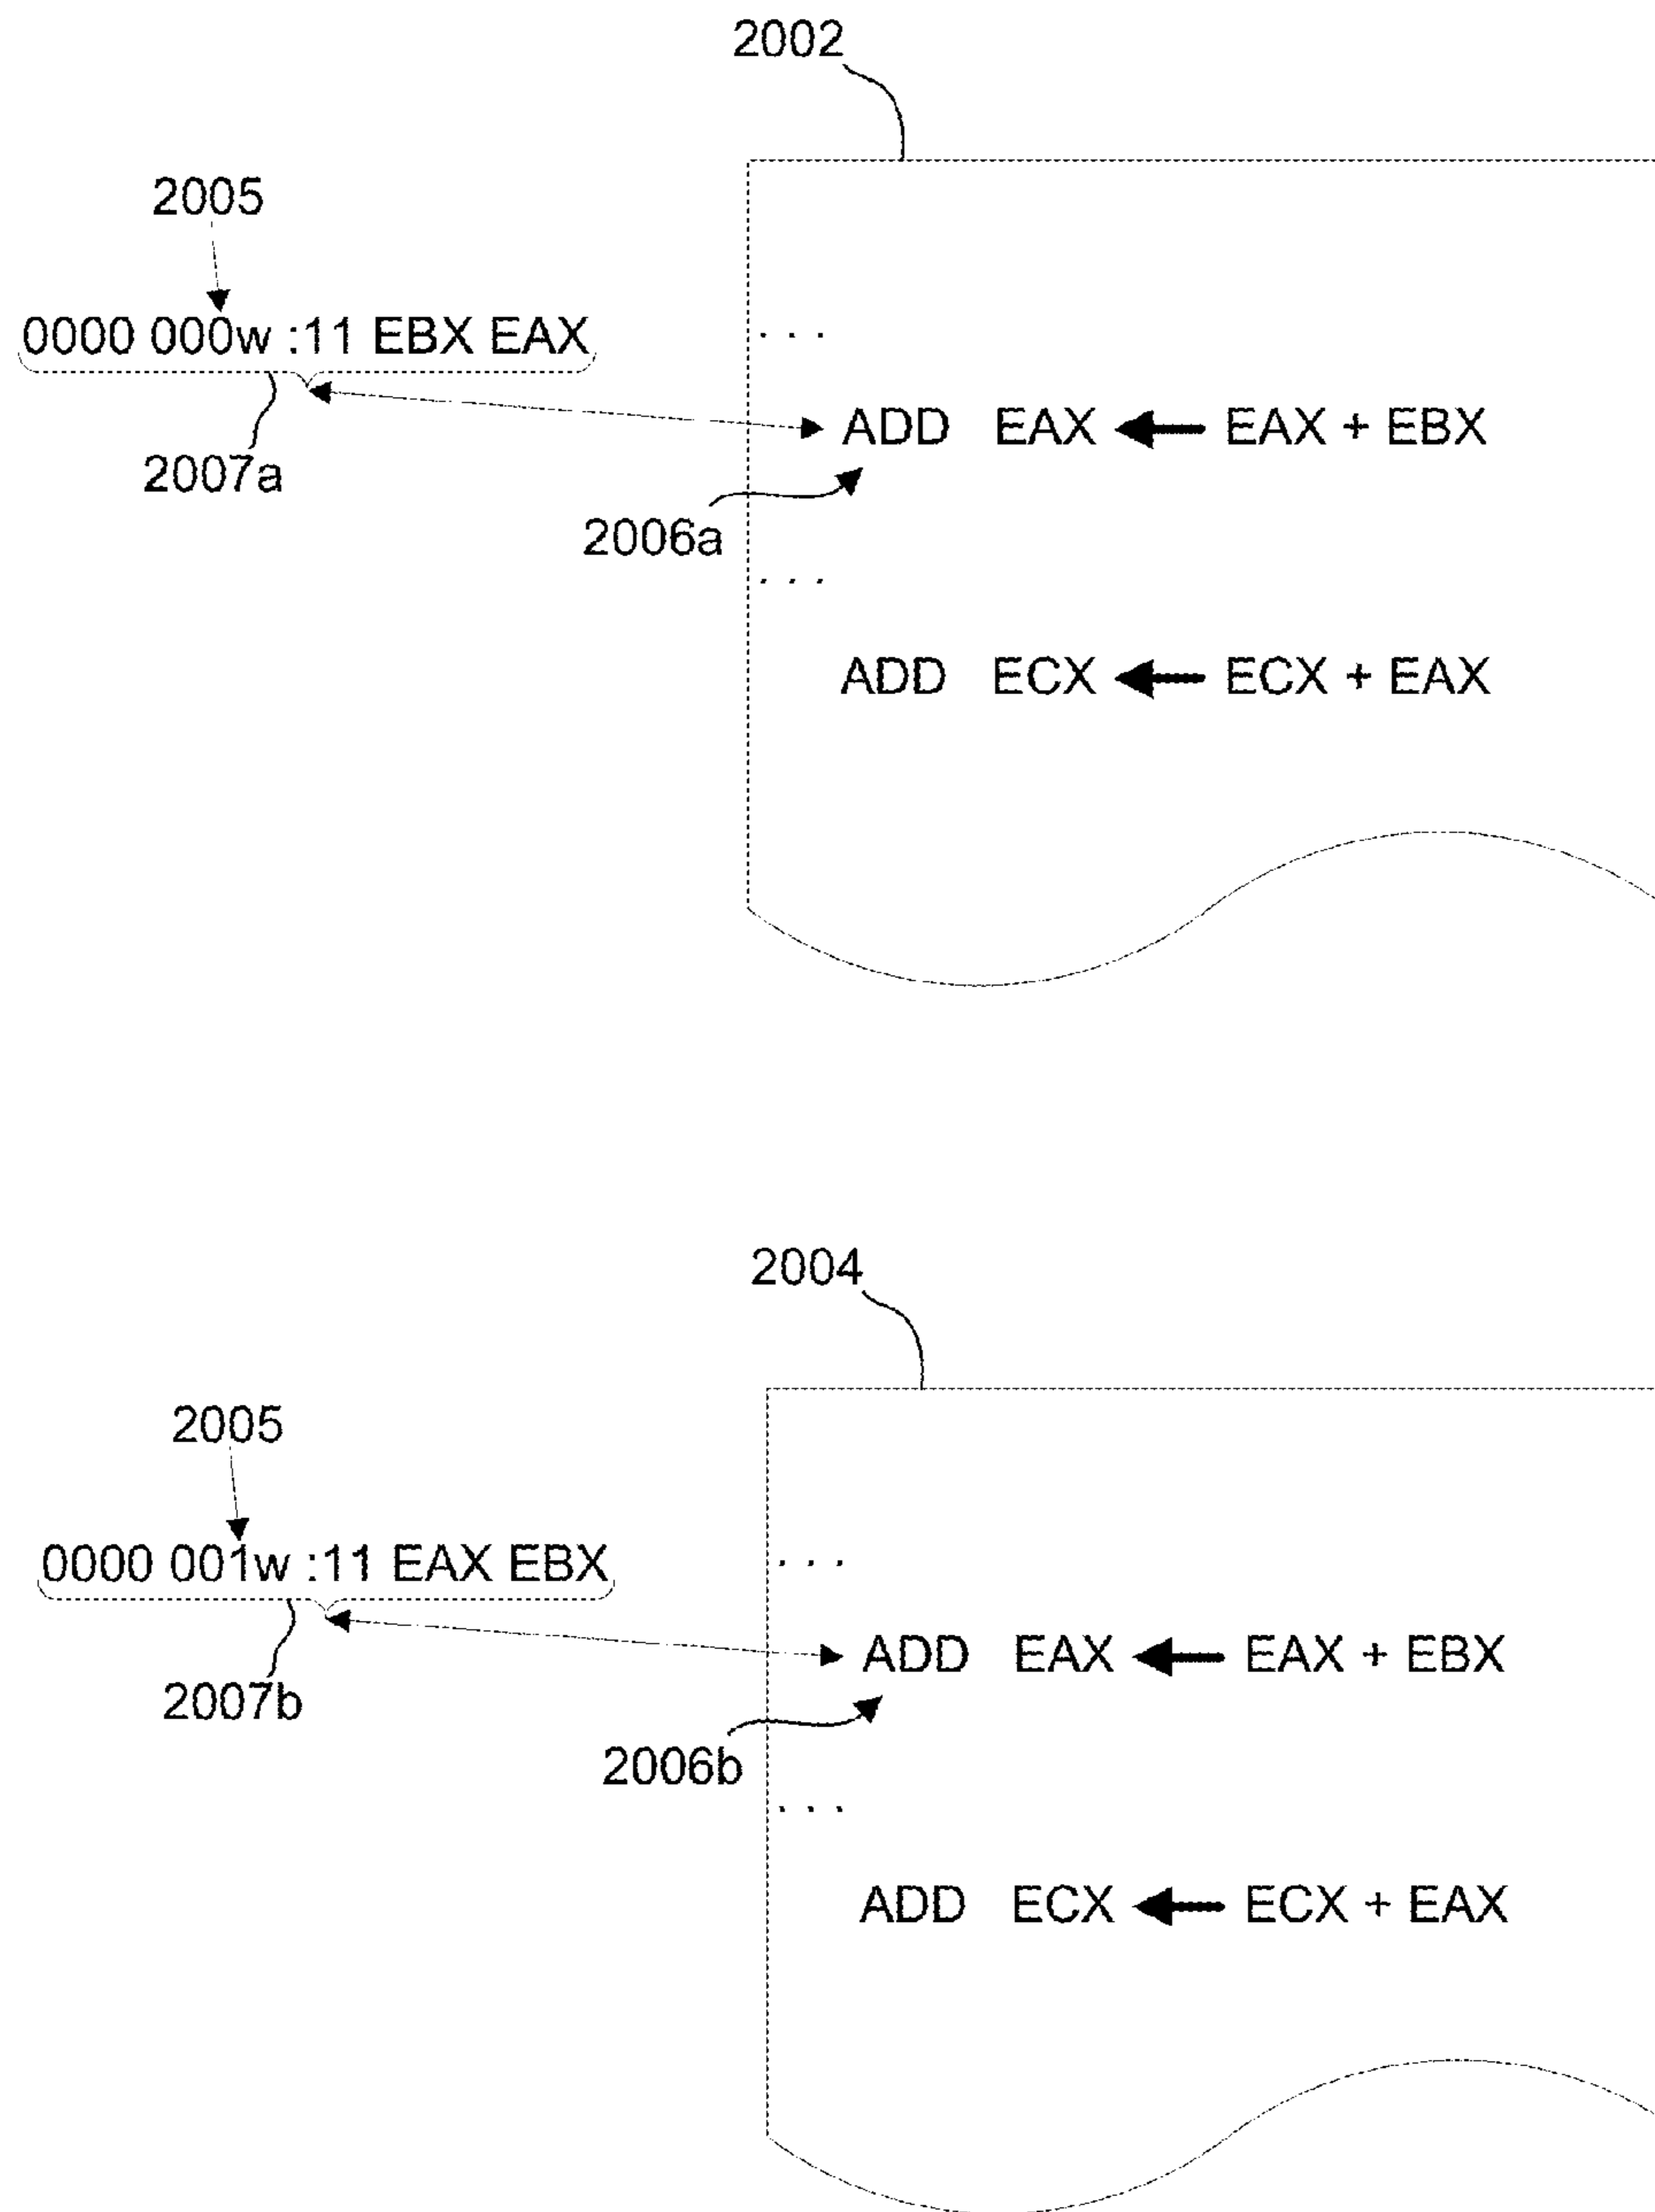 2002
2005
0000 000w :11 EBX EAX
. . .
ADD EAX EAX + EBX
2007a
2006a
. . .
ADD ECX ECX + EAX
2004
2005
0000 001w :11 EAX EBX
. . .
ADD EAX EAX + EBX
2007b
2006b
. . .
ADD ECX ECX + EAX